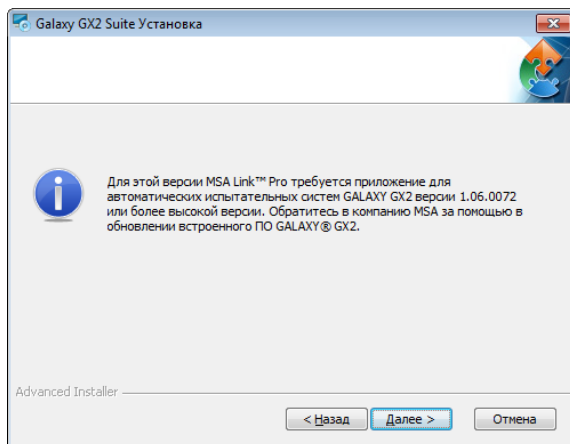 Galaxy GX2 Suite Установка
Для этой версии MSA Link™ Pro требуется приложение для
автоматических испытательных систем GALAXY GX2 версии 1.06.0072
или более высокой версии. Обратитесь в компанию MSA за помощью в
обновлении встроенного ПО GALAXY® GX2.
Advanced Installer
< Назад Далее > Отмена